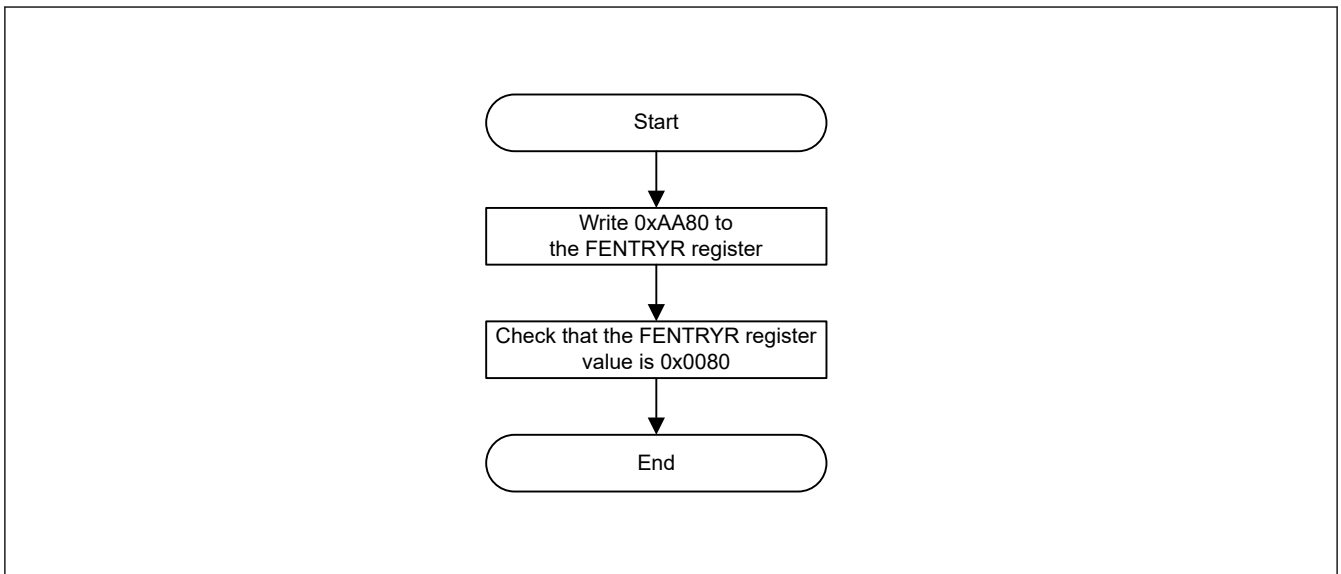 Start
Write 0xAA80 to
the FENTRYR register
Check that the FENTRYR register
value is 0x0080
End